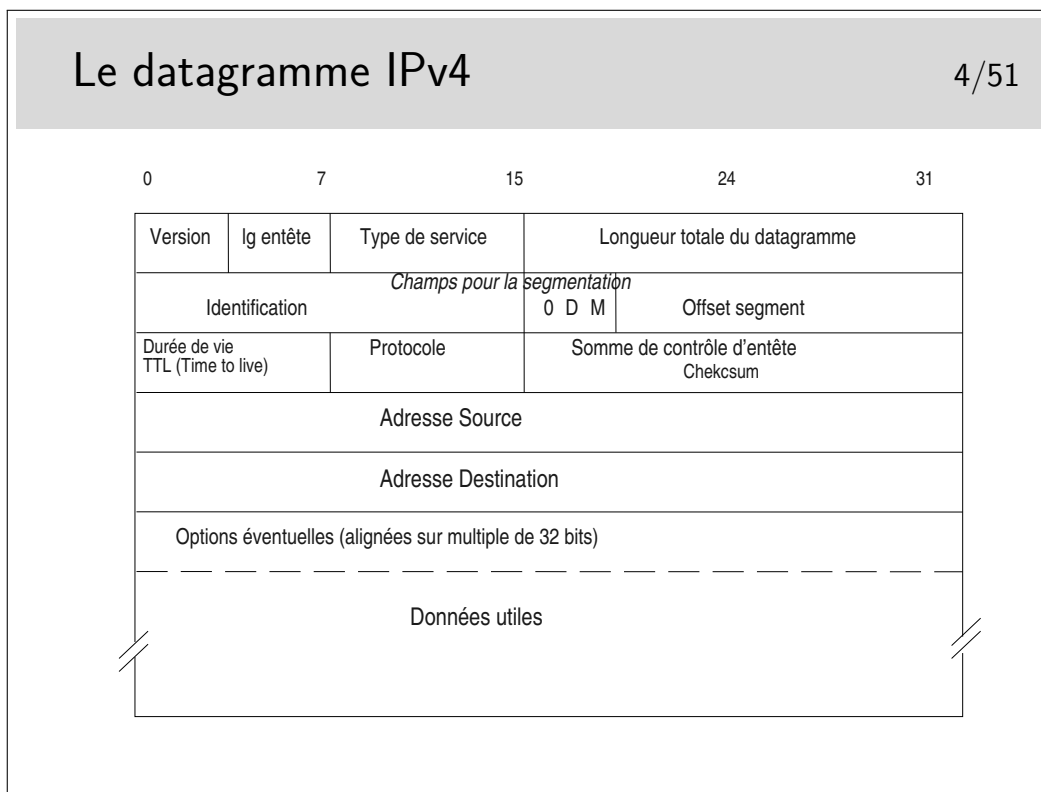 Le datagramme IPv4 4/51
0 7 15 24 31
Version lg entête Type de service Longueur totale du datagramme
Champs pour la segmentation
Identification 0 D M Offset segment
Durée de vie Protocole Somme de contrôle d'entête
TTL (Time to live) Chekcsum
Adresse Source
Adresse Destination
Options éventuelles (alignées sur multiple de 32 bits)
Données utiles